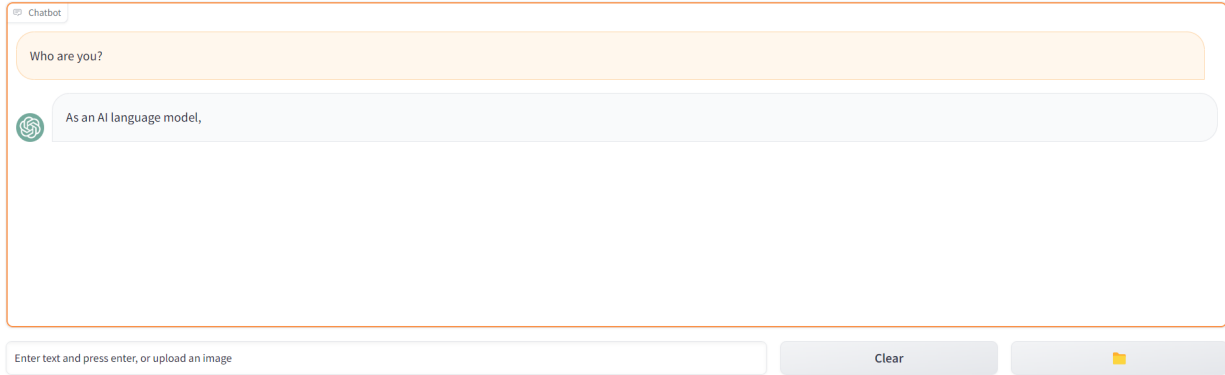 Chatbot
Who are you?
As an AI language model,
Enter text and press enter, or upload an image
Clear